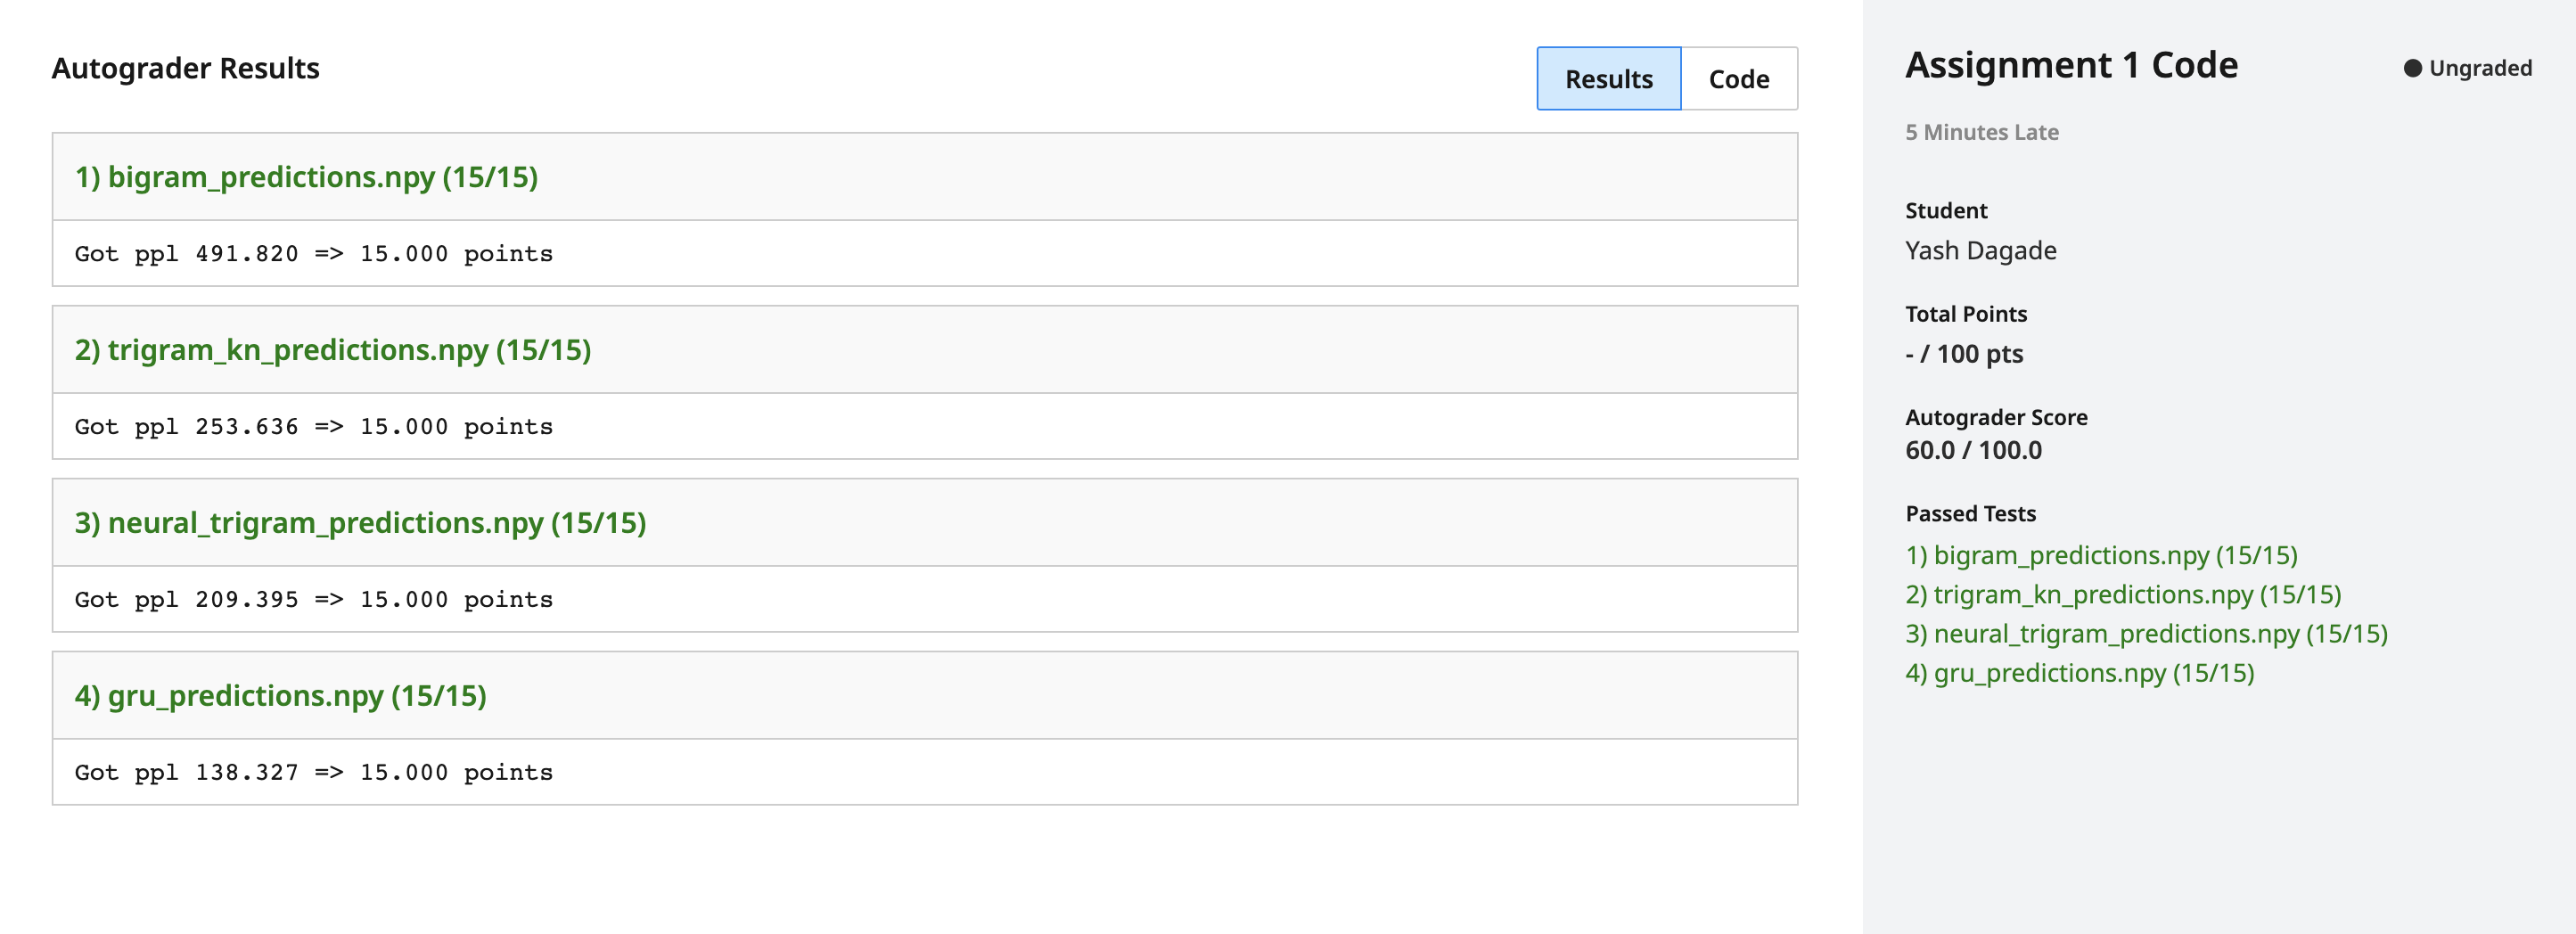 Autograder Results
Results
Code
1) bigram_predictions.npy (15/15)
Got ppl 491.820 => 15.000 points
2) trigram_kn_predictions.npy (15/15)
Got ppl 253.636 => 15.000 points
3) neural_trigram_predictions.npy (15/15)
Got ppl 209.395 => 15.000 points
4) gru_predictions.npy (15/15)
Got ppl 138.327 => 15.000 points
Assignment 1 Code
Ungraded
5 Minutes Late
Student
Yash Dagade
Total Points
- / 100 pts
Autograder Score
60.0 / 100.0
Passed Tests
1) bigram_predictions.npy (15/15)
2) trigram_kn_predictions.npy (15/15)
3) neural_trigram_predictions.npy (15/15)
4) gru_predictions.npy (15/15)